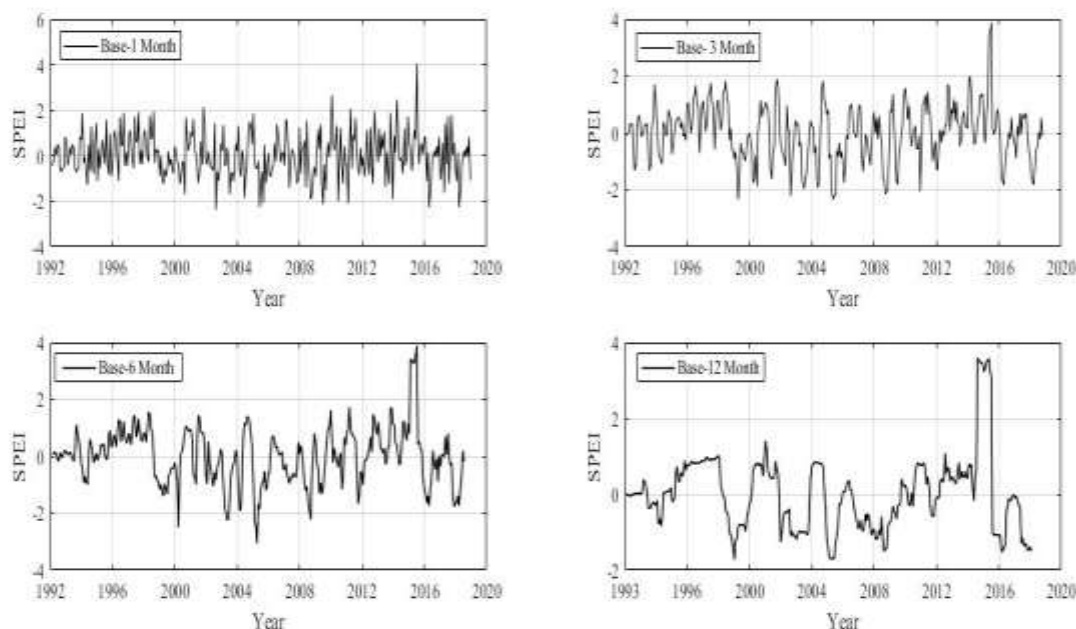 6
4
2
0
-2
-4
SPEI
Base-1 Month
1992 1996 2000 2004 2008 2012 2016 2020
Year
4
2
0
-2
-4
SPEI
Base- 3 Month
1992 1996 2000 2004 2008 2012 2016 2020
Year
4
2
0
-2
-4
SPEI
Base-6 Month
1992 1996 2000 2004 2008 2012 2016 2020
Year
4
2
0
-2
SPEI
Base-12 Month
1993 1996 2000 2004 2008 2012 2016 2020
Year